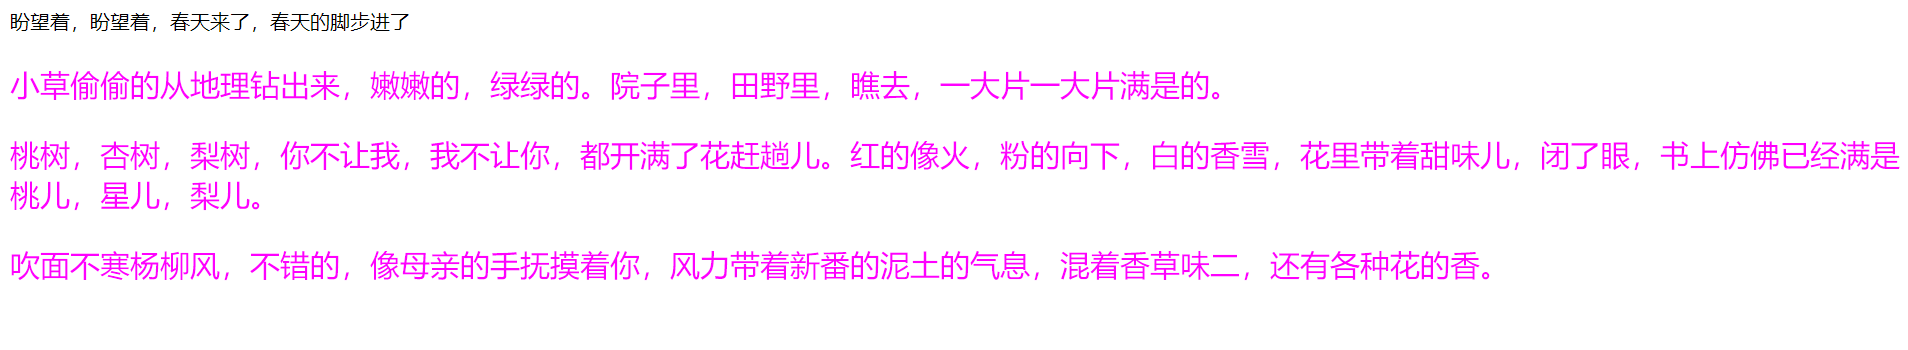 盼望着，盼望着，春天来了，春天的脚步进了
小草偷偷的从地理钻出来，嫩嫩的，绿绿的。院子里，田野里，瞧去，一大片一大片满是的。
桃树，杏树，梨树，你不让我，我不让你，都开满了花赶趟儿。红的像火，粉的向下，白的香雪，花里带着甜味儿，闭了眼，书上仿佛已经满是
桃儿，星儿，梨儿。
吹面不寒杨柳风，不错的，像母亲的手抚摸着你，风力带着新番的泥土的气息，混着香草味二，还有各种花的香。